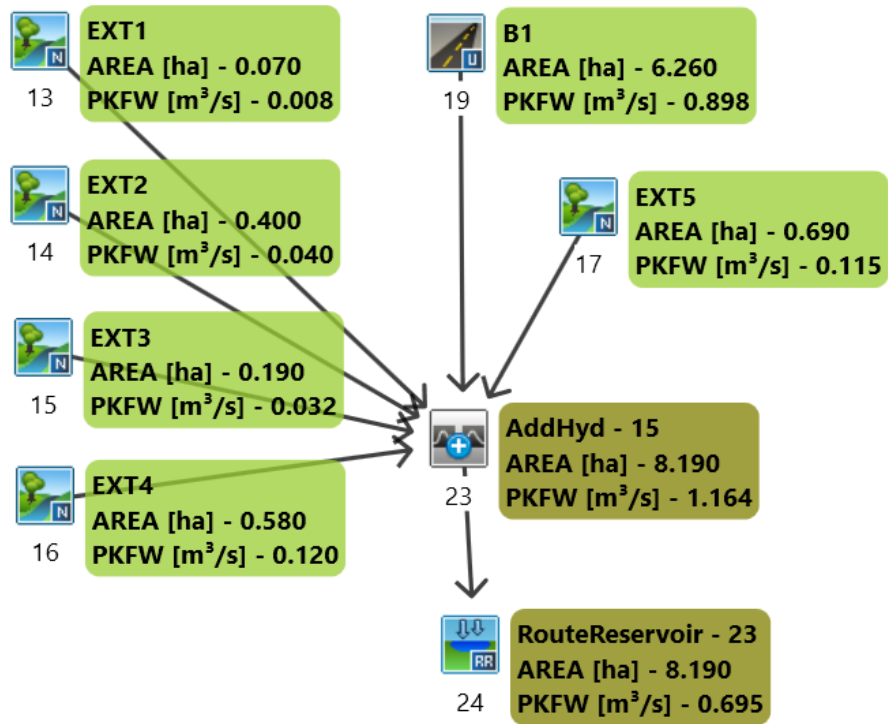 EXT1
AREA [ha] - 0.070
PKFW [m³/s] - 0.008
N
13
B1
AREA [ha] - 6.260
PKFW [m³/s] - 0.898
U
19
EXT2
AREA [ha] - 0.400
PKFW [m³/s] - 0.040
N
14
EXT5
AREA [ha] - 0.690
PKFW [m³/s] - 0.115
N
17
EXT3
AREA [ha] - 0.190
PKFW [m³/s] - 0.032
N
15
AddHyd - 15
AREA [ha] - 8.190
PKFW [m³/s] - 1.164
23
EXT4
AREA [ha] - 0.580
PKFW [m³/s] - 0.120
N
16
RouteReservoir - 23
AREA [ha] - 8.190
PKFW [m³/s] - 0.695
RR
24